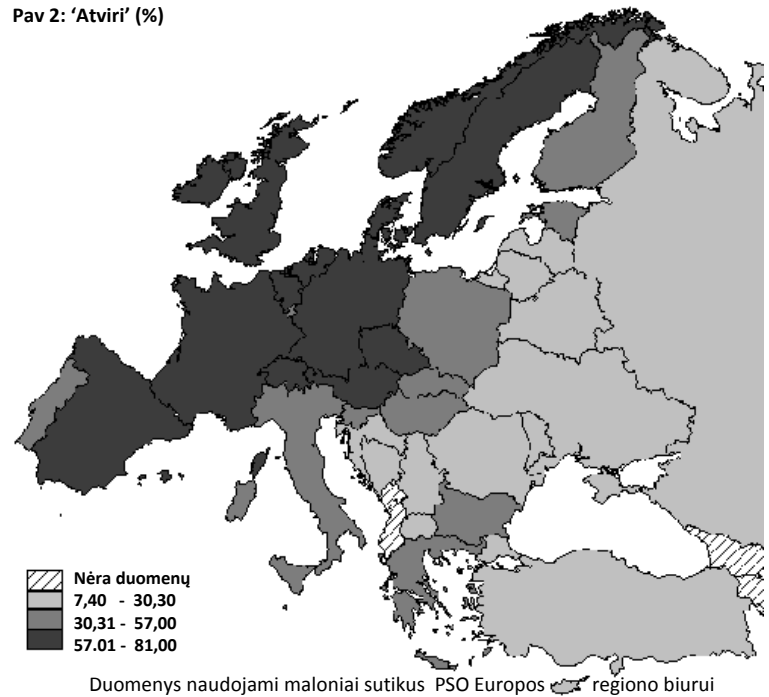 Pav 2: ‘Atviri’ (%)
Nėra duomenų
7,40 - 30,30
30,31 - 57,00
57.01 - 81,00
Duomenys naudojami maloniai sutikus PSO Europos regiono biurui